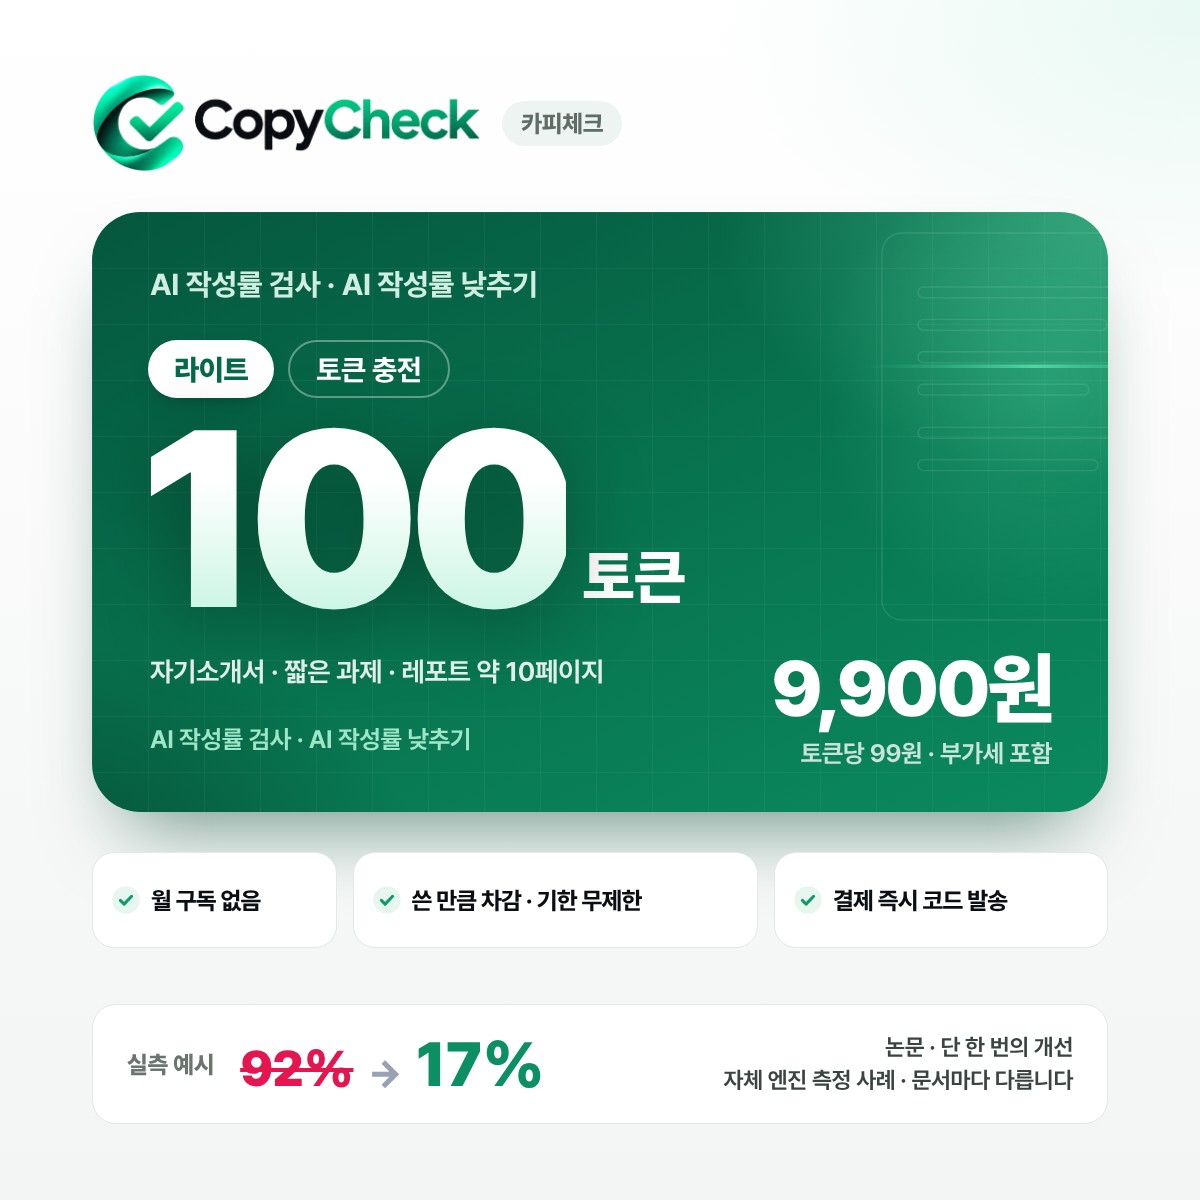 CopyCheck 카피체크
AI 작성률 검사 · AI 작성률 낮추기
라이트 토큰 충전
100 토큰
자기소개서 · 짧은 과제 · 레포트 약 10페이지
AI 작성률 검사 · AI 작성률 낮추기
9,900원
토큰당 99원 · 부가세 포함
월 구독 없음
쓴 만큼 차감 · 기한 무제한
결제 즉시 코드 발송
실측 예시 92% → 17%
논문 · 단 한 번의 개선
자체 엔진 측정 사례 · 문서마다 다릅니다